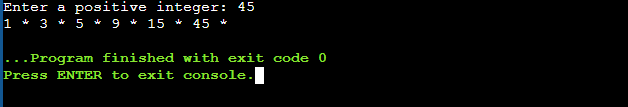 Enter a positive integer: 45
1 * 3 * 5 * 9 * 15 * 45 *
...Program finished with exit code 0
Press ENTER to exit console.